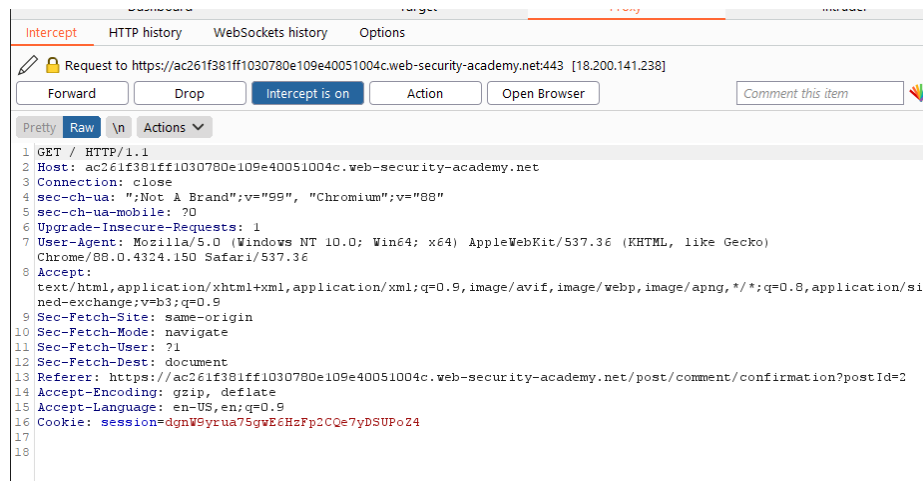 Intercept HTTP history WebSockets history Options
Request to https://ac261f381ff1030780e109e40051004c.web-security-academy.net:443 [18.200.141.238]
Forward Drop Intercept is on Action Open Browser Comment this item
Pretty Raw \n Actions
1 GET / HTTP/1.1
2 Host: ac261f381ff1030780e109e40051004c.web-security-academy.net
3 Connection: close
4 sec-ch-ua: ";Not A Brand";v="99", "Chromium";v="88"
5 sec-ch-ua-mobile: ?0
6 Upgrade-Insecure-Requests: 1
7 User-Agent: Mozilla/5.0 (Windows NT 10.0; Win64; x64) AppleWebKit/537.36 (KHTML, like Gecko)
Chrome/88.0.4324.150 Safari/537.36
8 Accept:
text/html,application/xhtml+xml,application/xml;q=0.9,image/avif,image/webp,image/apng,*/*;q=0.8,application/si
ned-exchange;v=b3;q=0.9
9 Sec-Fetch-Site: same-origin
10 Sec-Fetch-Mode: navigate
11 Sec-Fetch-User: ?1
12 Sec-Fetch-Dest: document
13 Referer: https://ac261f381ff1030780e109e40051004c.web-security-academy.net/post/comment/confirmation?postId=2
14 Accept-Encoding: gzip, deflate
15 Accept-Language: en-US,en;q=0.9
16 Cookie: session=dgnW9yrua75gwE6HzFp2CQe7yDSUPoZ4
17
18